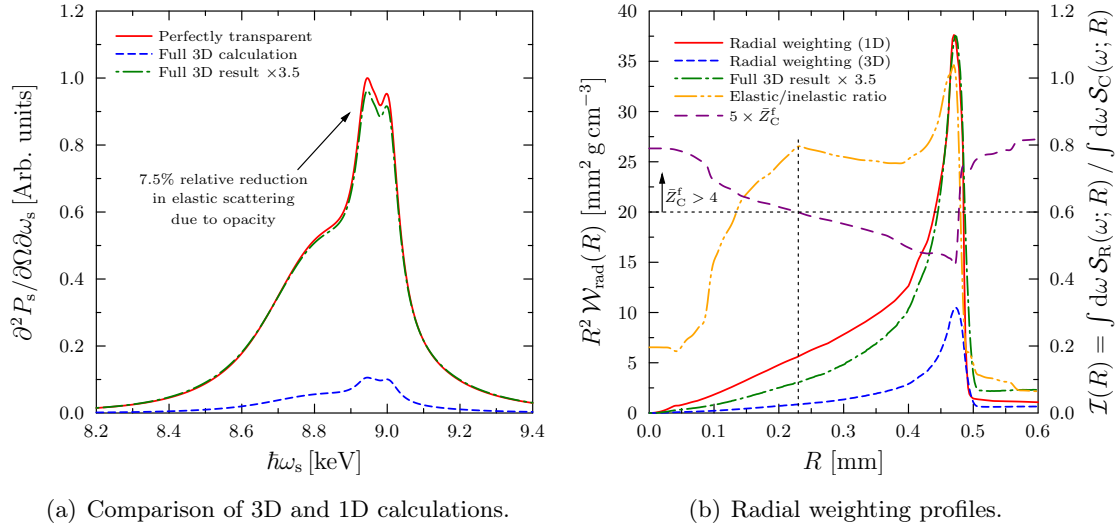 1.2
1.0
0.8
0.6
0.4
0.2
0.0
∂²Pₛ/∂Ω∂ωₛ [Arb. units]
Perfectly transparent
Full 3D calculation
Full 3D result ×3.5
7.5% relative reduction
in elastic scattering
due to opacity
8.2 8.4 8.6 8.8 9.0 9.2 9.4
ℏωₛ [keV]
(a) Comparison of 3D and 1D calculations.
40
35
30
25
20
15
10
5
0
R² 𝒲rad(R) [mm² g cm⁻³]
Radial weighting (1D)
Radial weighting (3D)
Full 3D result × 3.5
Elastic/inelastic ratio
5 × Z̄ᶠ_C
Z̄ᶠ_C > 4
0.0 0.1 0.2 0.3 0.4 0.5 0.6
R [mm]
1.2
1.0
0.8
0.6
0.4
0.2
0.0
ℐ(R) = ∫ dω 𝒮_R(ω; R) / ∫ dω 𝒮_C(ω; R)
(b) Radial weighting profiles.